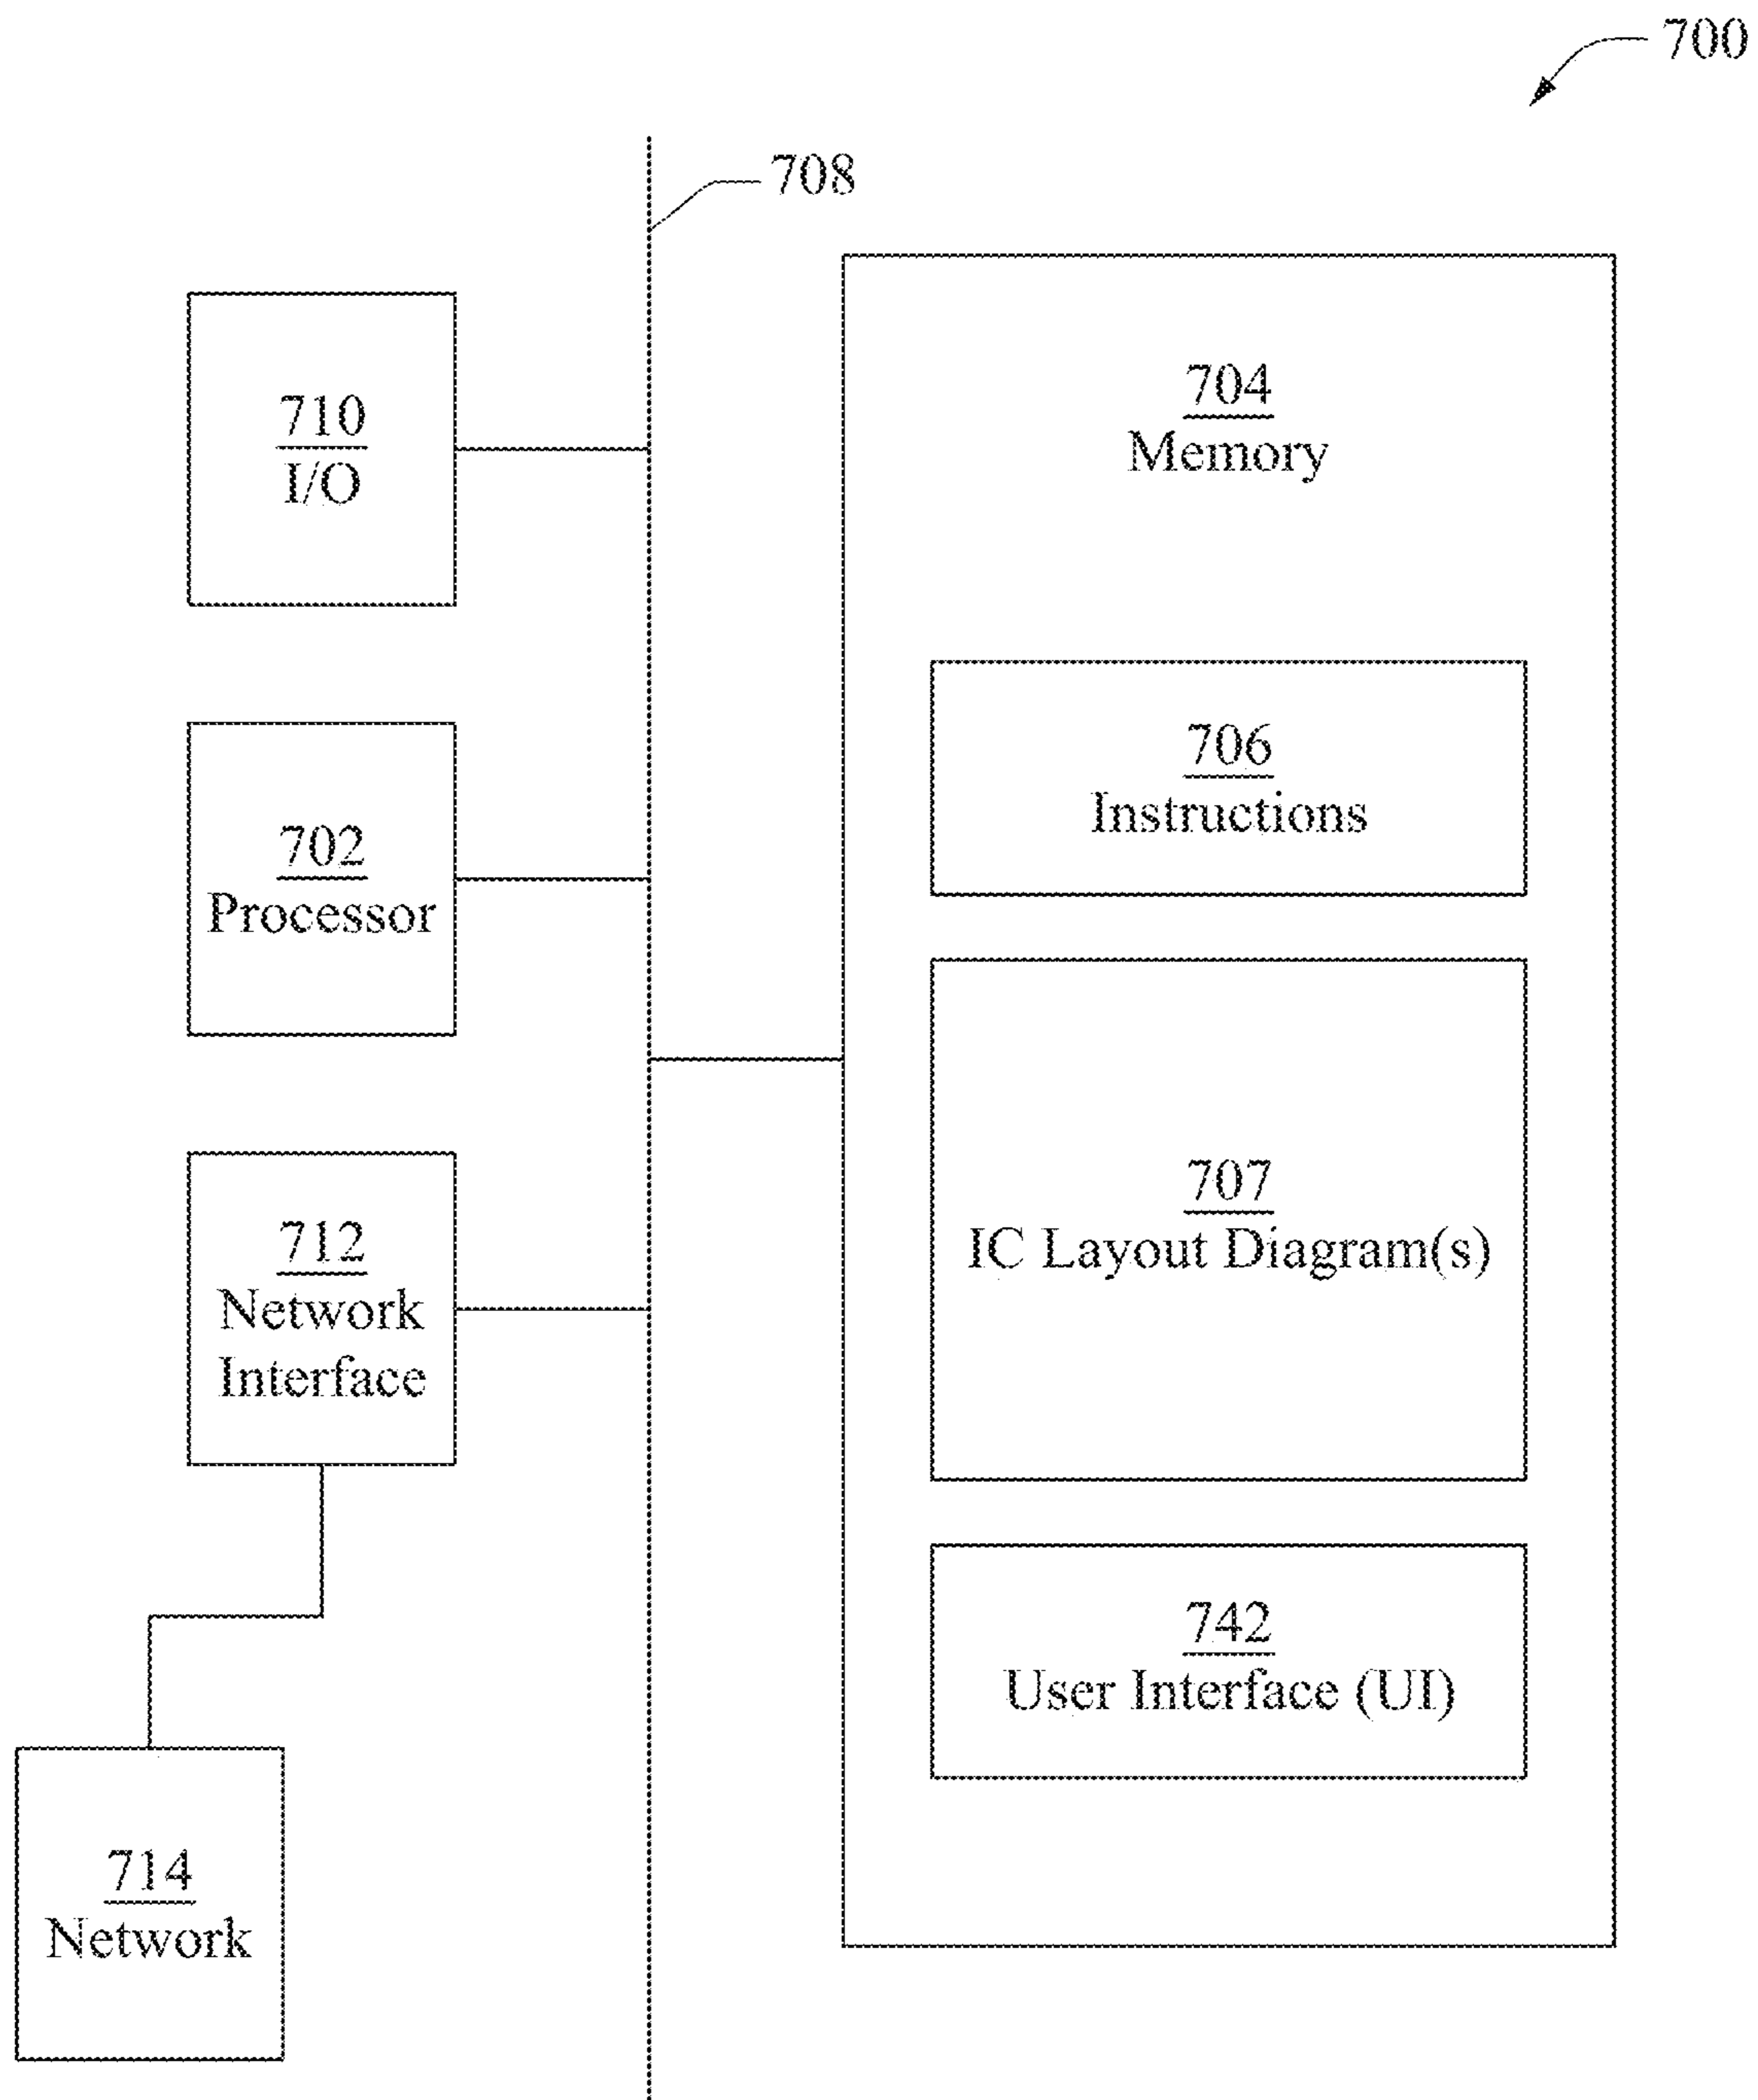 700
708
710
I/O
702
Processor
712
Network
Interface
714
Network
704
Memory
706
Instructions
707
IC Layout Diagram(s)
742
User Interface (UI)